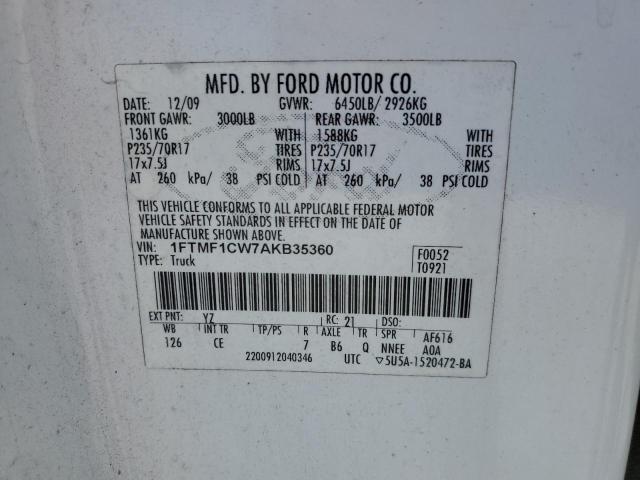 MFD. BY FORD MOTOR CO.
DATE: 12/09 GVWR: 6450LB/ 2926KG
FRONT GAWR: 3000LB REAR GAWR: 3500LB
1361KG WITH 1588KG WITH
P235/70R17 TIRES P235/70R17 TIRES
17x7.5J RIMS 17x7.5J RIMS
AT 260 kPa/ 38 PSI COLD AT 260 kPa/ 38 PSI COLD
THIS VEHICLE CONFORMS TO ALL APPLICABLE FEDERAL MOTOR
VEHICLE SAFETY STANDARDS IN EFFECT ON THE DATE OF
MANUFACTURE SHOWN ABOVE.
VIN: 1FTMF1CW7AKB35360 F0052
TYPE: Truck T0921
EXT PNT: YZ RC: 21 DSO:
WB INT TR TP/PS R AXLE TR SPR AF616
126 CE 7 B6 Q NNEE A0A
2200912040346 UTC ▽5U5A-1520472-BA